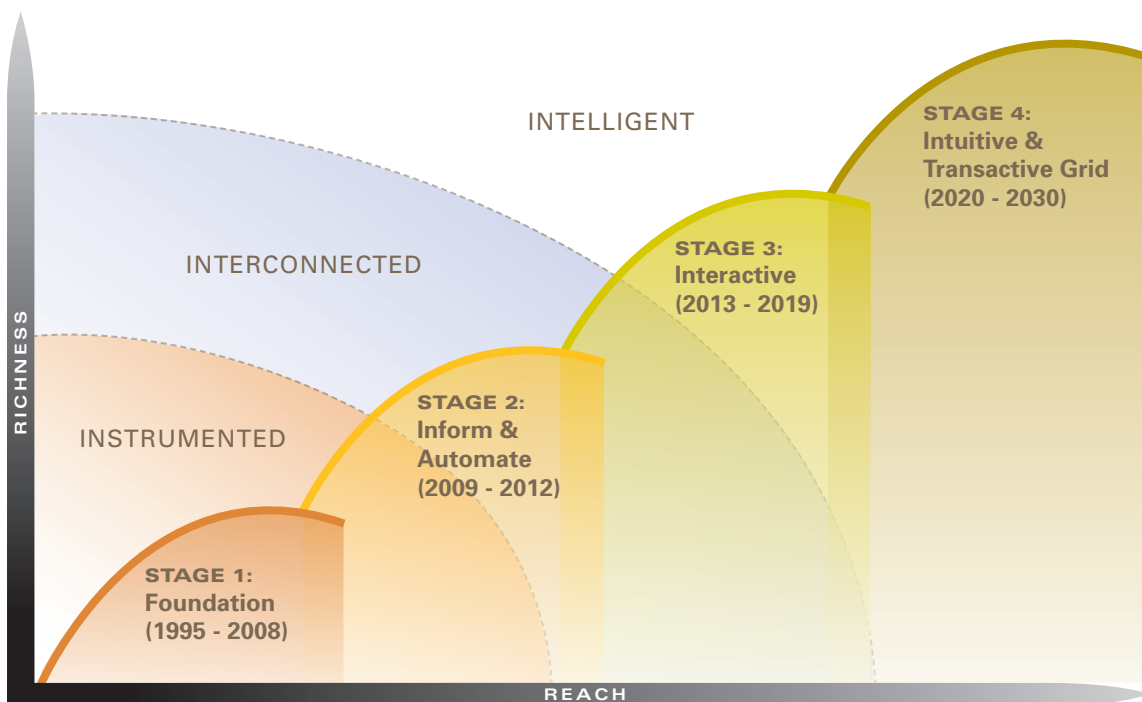 INTELLIGENT
STAGE 4:
Intuitive &
Transactive Grid
(2020 - 2030)
INTERCONNECTED
STAGE 3:
Interactive
(2013 - 2019)
RICHNESS
INSTRUMENTED
STAGE 2:
Inform &
Automate
(2009 - 2012)
STAGE 1:
Foundation
(1995 - 2008)
REACH